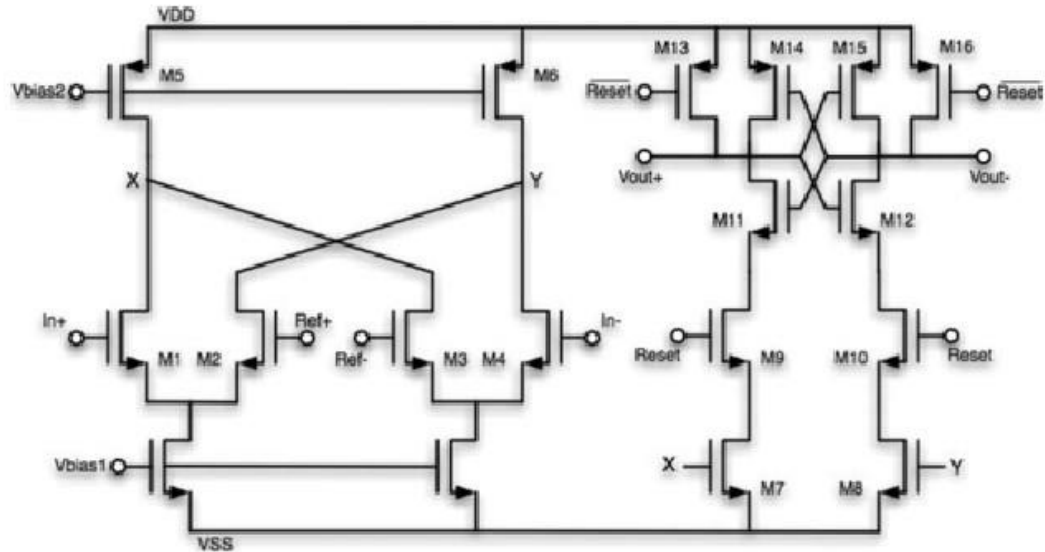 VDD
M13 M14 M15 M16
Vbias2 M5 M6 Reset Reset
X Y Vout+ Vout-
M11 M12
In+ Ref+ Ref- In-
M1 M2 M3 M4 Reset M9 M10 Reset
Vbias1 X Y
M7 M8
VSS